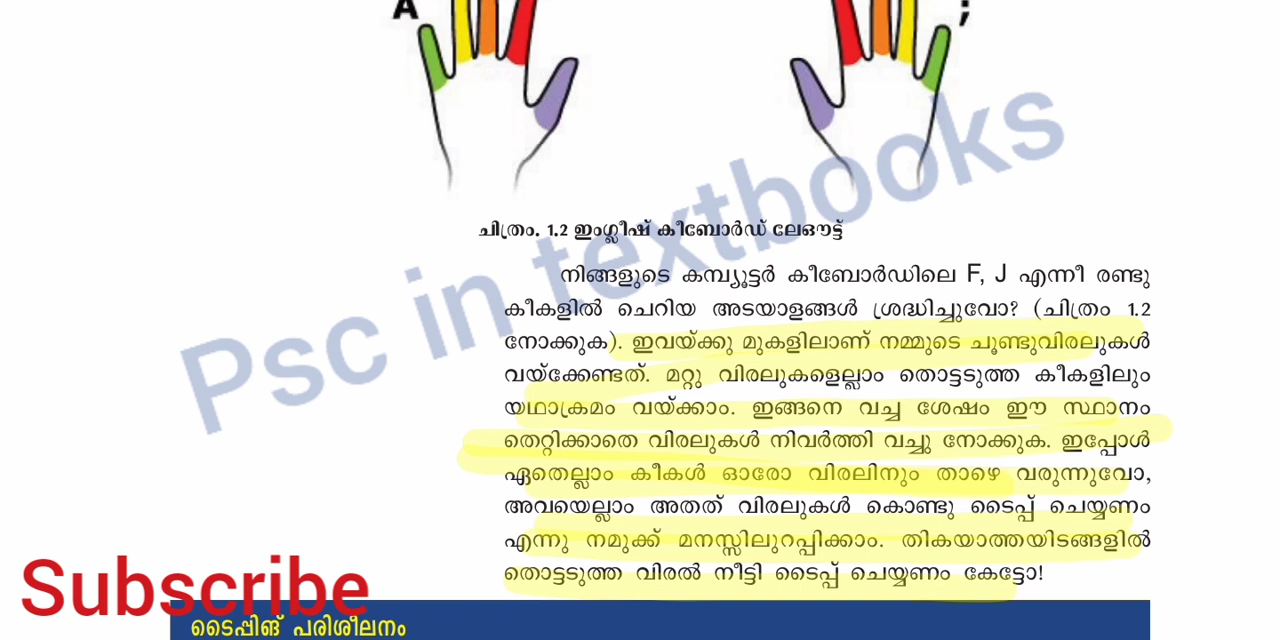 A ;
Psc in textbooks
ചിത്രം. 1.2 ഇംഗ്ലീഷ് കീബോർഡ് ലേഔട്ട്
നിങ്ങളുടെ കമ്പ്യൂട്ടർ കീബോർഡിലെ F, J എന്നീ രണ്ടു
കീകളിൽ ചെറിയ അടയാളങ്ങൾ ശ്രദ്ധിച്ചുവോ? (ചിത്രം 1.2
നോക്കുക). ഇവയ്ക്കു മുകളിലാണ് നമ്മുടെ ചൂണ്ടുവിരലുകൾ
വയ്ക്കേണ്ടത്. മറ്റു വിരലുകളെല്ലാം തൊട്ടടുത്ത കീകളിലും
യഥാക്രമം വയ്ക്കാം. ഇങ്ങനെ വച്ച ശേഷം ഈ സ്ഥാനം
തെറ്റിക്കാതെ വിരലുകൾ നിവർത്തി വച്ചു നോക്കുക. ഇപ്പോൾ
ഏതെല്ലാം കീകൾ ഓരോ വിരലിനും താഴെ വരുന്നുവോ,
അവയെല്ലാം അതത് വിരലുകൾ കൊണ്ടു ടൈപ്പ് ചെയ്യണം
എന്നു നമുക്ക് മനസ്സിലുറപ്പിക്കാം. തികയാത്തയിടങ്ങളിൽ
തൊട്ടടുത്ത വിരൽ നീട്ടി ടൈപ്പ് ചെയ്യണം കേട്ടോ!
Subscribe
ടൈപ്പിങ് പരിശീലനം